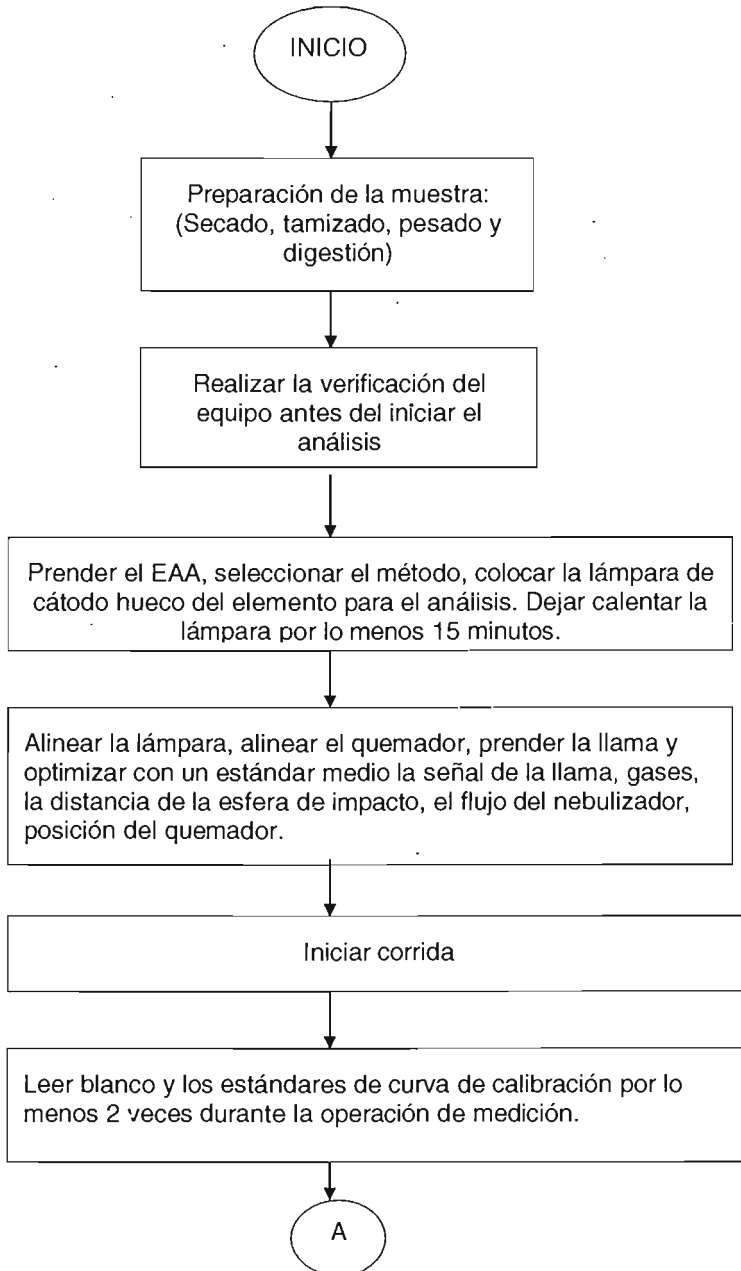 INICIO
Preparación de la muestra:
(Secado, tamizado, pesado y
digestión)
Realizar la verificación del
equipo antes del iniciar el
análisis
Prender el EAA, seleccionar el método, colocar la lámpara de
cátodo hueco del elemento para el análisis. Dejar calentar la
lámpara por lo menos 15 minutos.
Alinear la lámpara, alinear el quemador, prender la llama y
optimizar con un estándar medio la señal de la llama, gases,
la distancia de la esfera de impacto, el flujo del nebulizador,
posición del quemador.
Iniciar corrida
Leer blanco y los estándares de curva de calibración por lo
menos 2 veces durante la operación de medición.
A